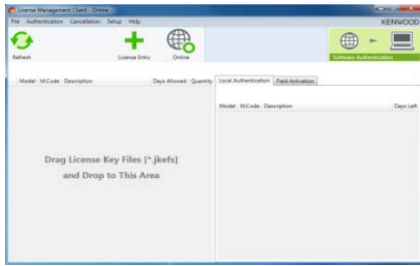 License Management Client - Online
File Authentication Cancellation Setup Help
KENWOOD
Refresh
License Entry
Online
Software Authentication
Model M.Code Description Days Allowed Quantity
Local Authentication Field Activation
Model M.Code Description Days Left
Drag License Key Files [*.jkefs]
and Drop to This Area